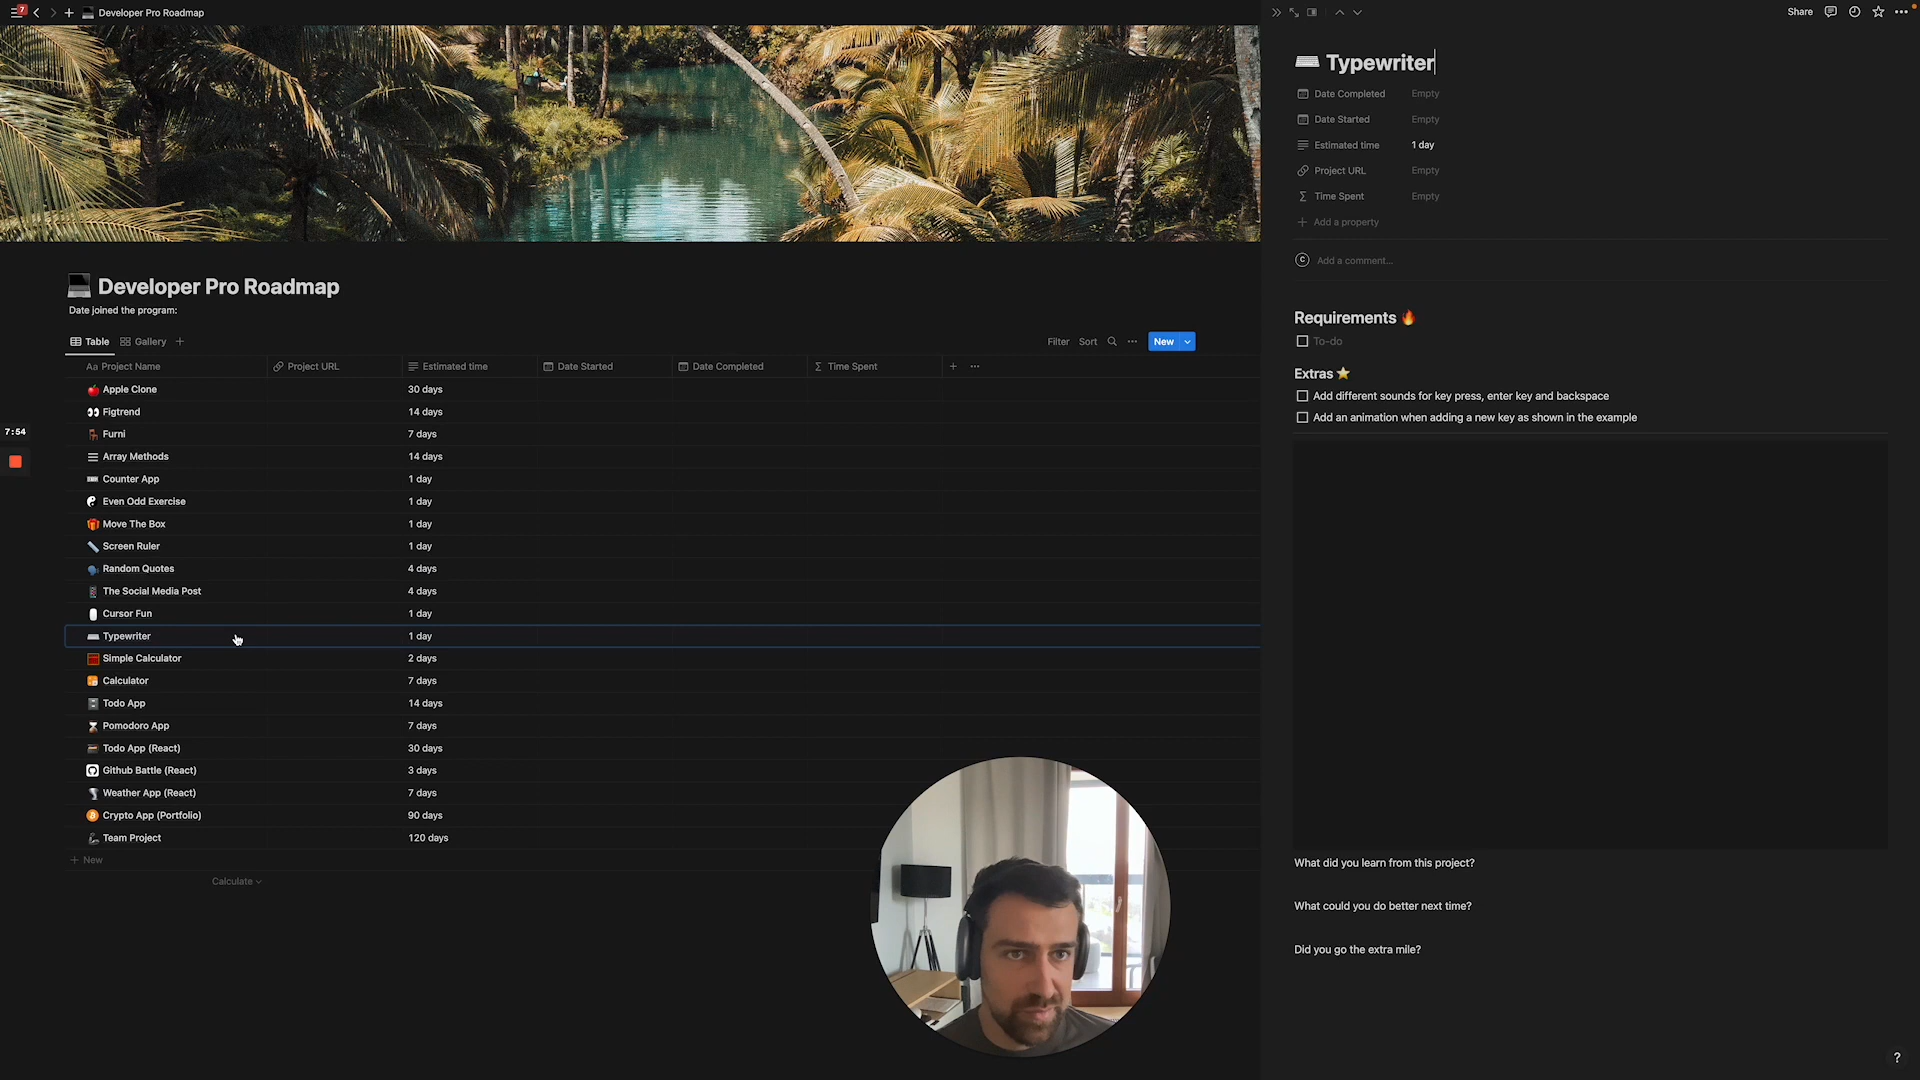 7
Developer Pro Roadmap
Share
Typewriter
Date Completed Empty
Date Started Empty
Estimated time 1 day
Project URL Empty
Time Spent Empty
Add a property
C Add a comment...
Requirements 🔥
To-do
Extras ⭐
Add different sounds for key press, enter key and backspace
Add an animation when adding a new key as shown in the example
What did you learn from this project?
What could you do better next time?
Did you go the extra mile?
Developer Pro Roadmap
Date joined the program:
Table Gallery +
Filter Sort New
Aa Project Name Project URL Estimated time Date Started Date Completed Σ Time Spent
Apple Clone 30 days
Figtrend 14 days
Furni 7 days
Array Methods 14 days
Counter App 1 day
Even Odd Exercise 1 day
Move The Box 1 day
Screen Ruler 1 day
Random Quotes 4 days
The Social Media Post 4 days
Cursor Fun 1 day
Typewriter 1 day
Simple Calculator 2 days
Calculator 7 days
Todo App 14 days
Pomodoro App 7 days
Todo App (React) 30 days
Github Battle (React) 3 days
Weather App (React) 7 days
Crypto App (Portfolio) 90 days
Team Project 120 days
+ New
Calculate
7:54
?